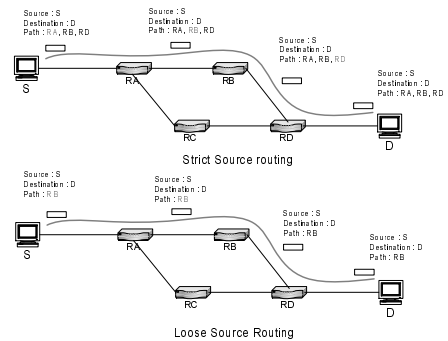 Source : S
Destination : D
Path : RA, RB, RD
Source : S
Destination : D
Path : RA, RB, RD
Source : S
Destination : D
Path : RA, RB, RD
Source : S
Destination : D
Path : RA, RB, RD
S
RA
RB
RC
RD
D
Strict Source routing
Source : S
Destination : D
Path : RB
Source : S
Destination : D
Path : RB
Source : S
Destination : D
Path : RB
Source : S
Destination : D
Path : RB
S
RA
RB
RC
RD
D
Loose Source Routing